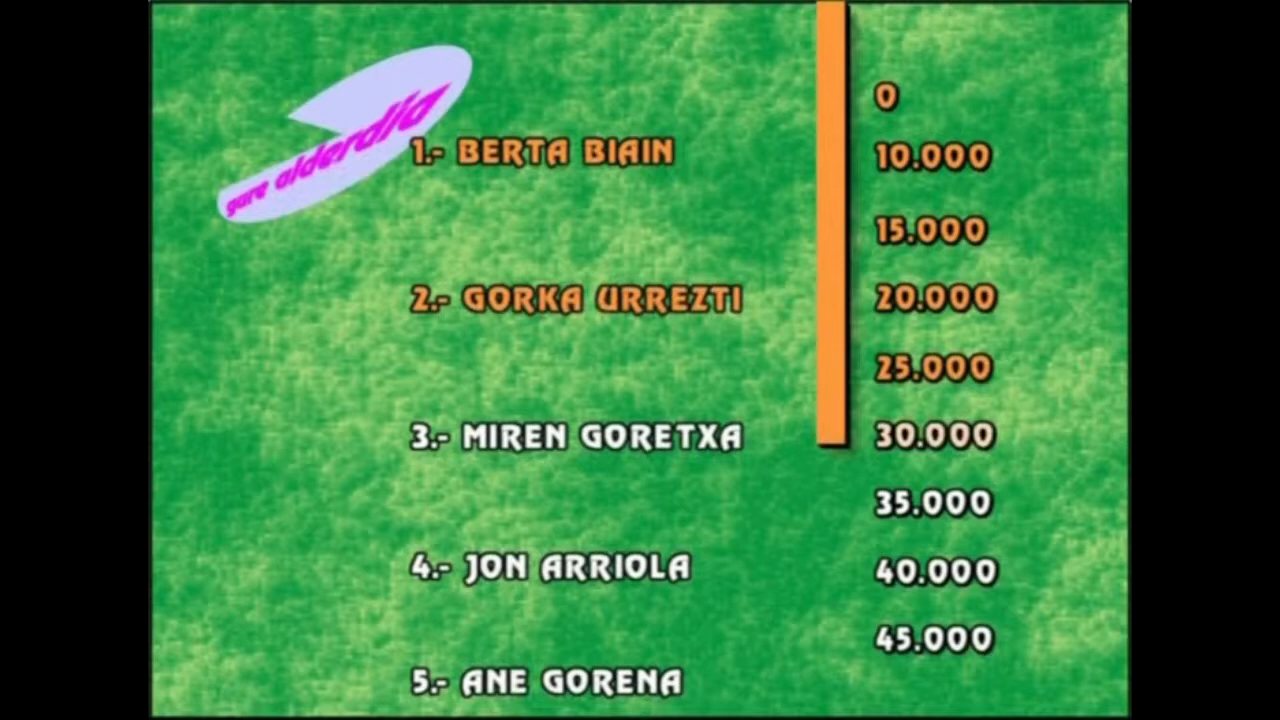 gure alderdia
1.- BERTA BIAIN
2.- GORKA URREZTI
3.- MIREN GORETXA
4.- JON ARRIOLA
5.- ANE GORENA
0
10.000
15.000
20.000
25.000
30.000
35.000
40.000
45.000